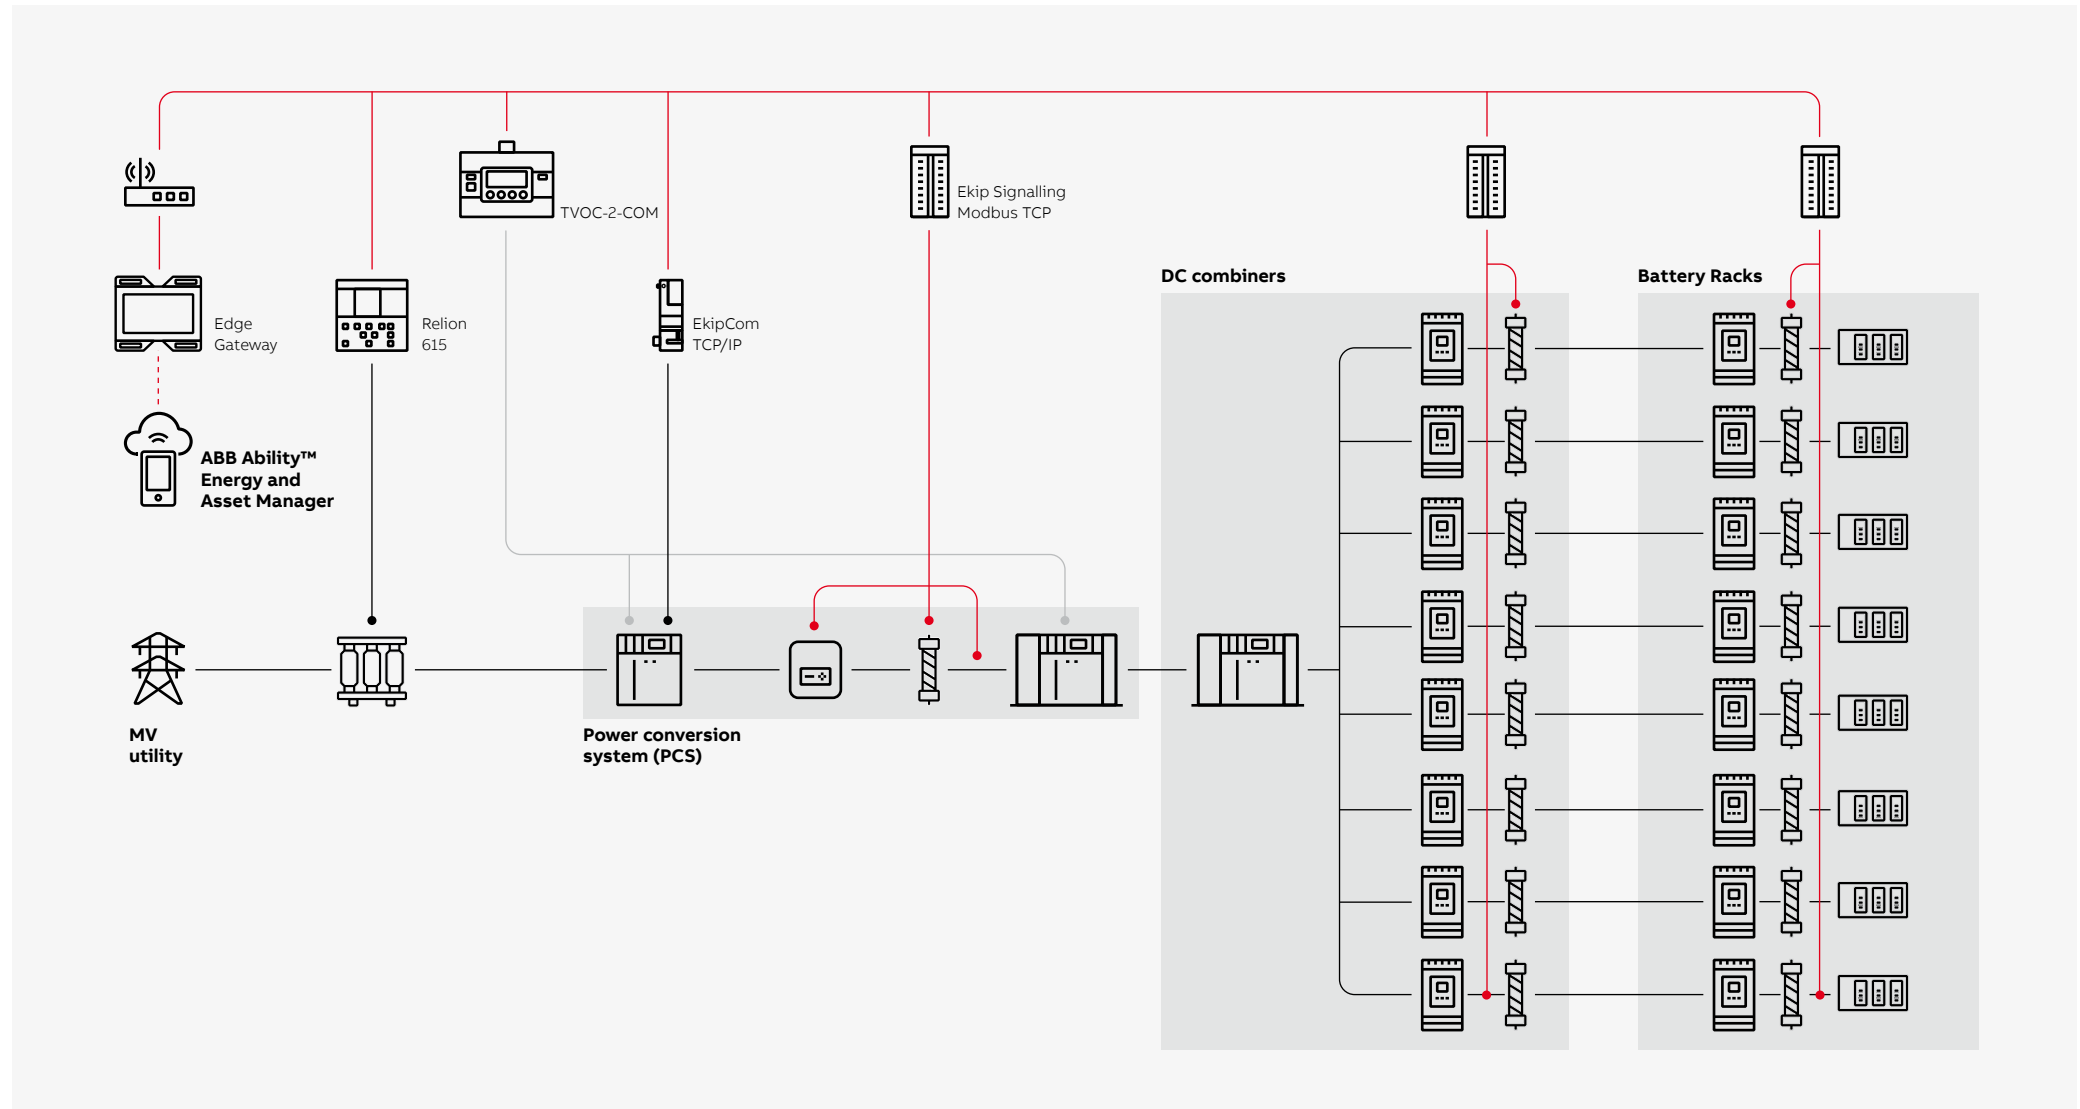 TVOC-2-COM
Ekip Signalling
Modbus TCP
DC combiners
Battery Racks
Edge
Gateway
Relion
615
EkipCom
TCP/IP
ABB Ability™
Energy and
Asset Manager
MV
utility
Power conversion
system (PCS)